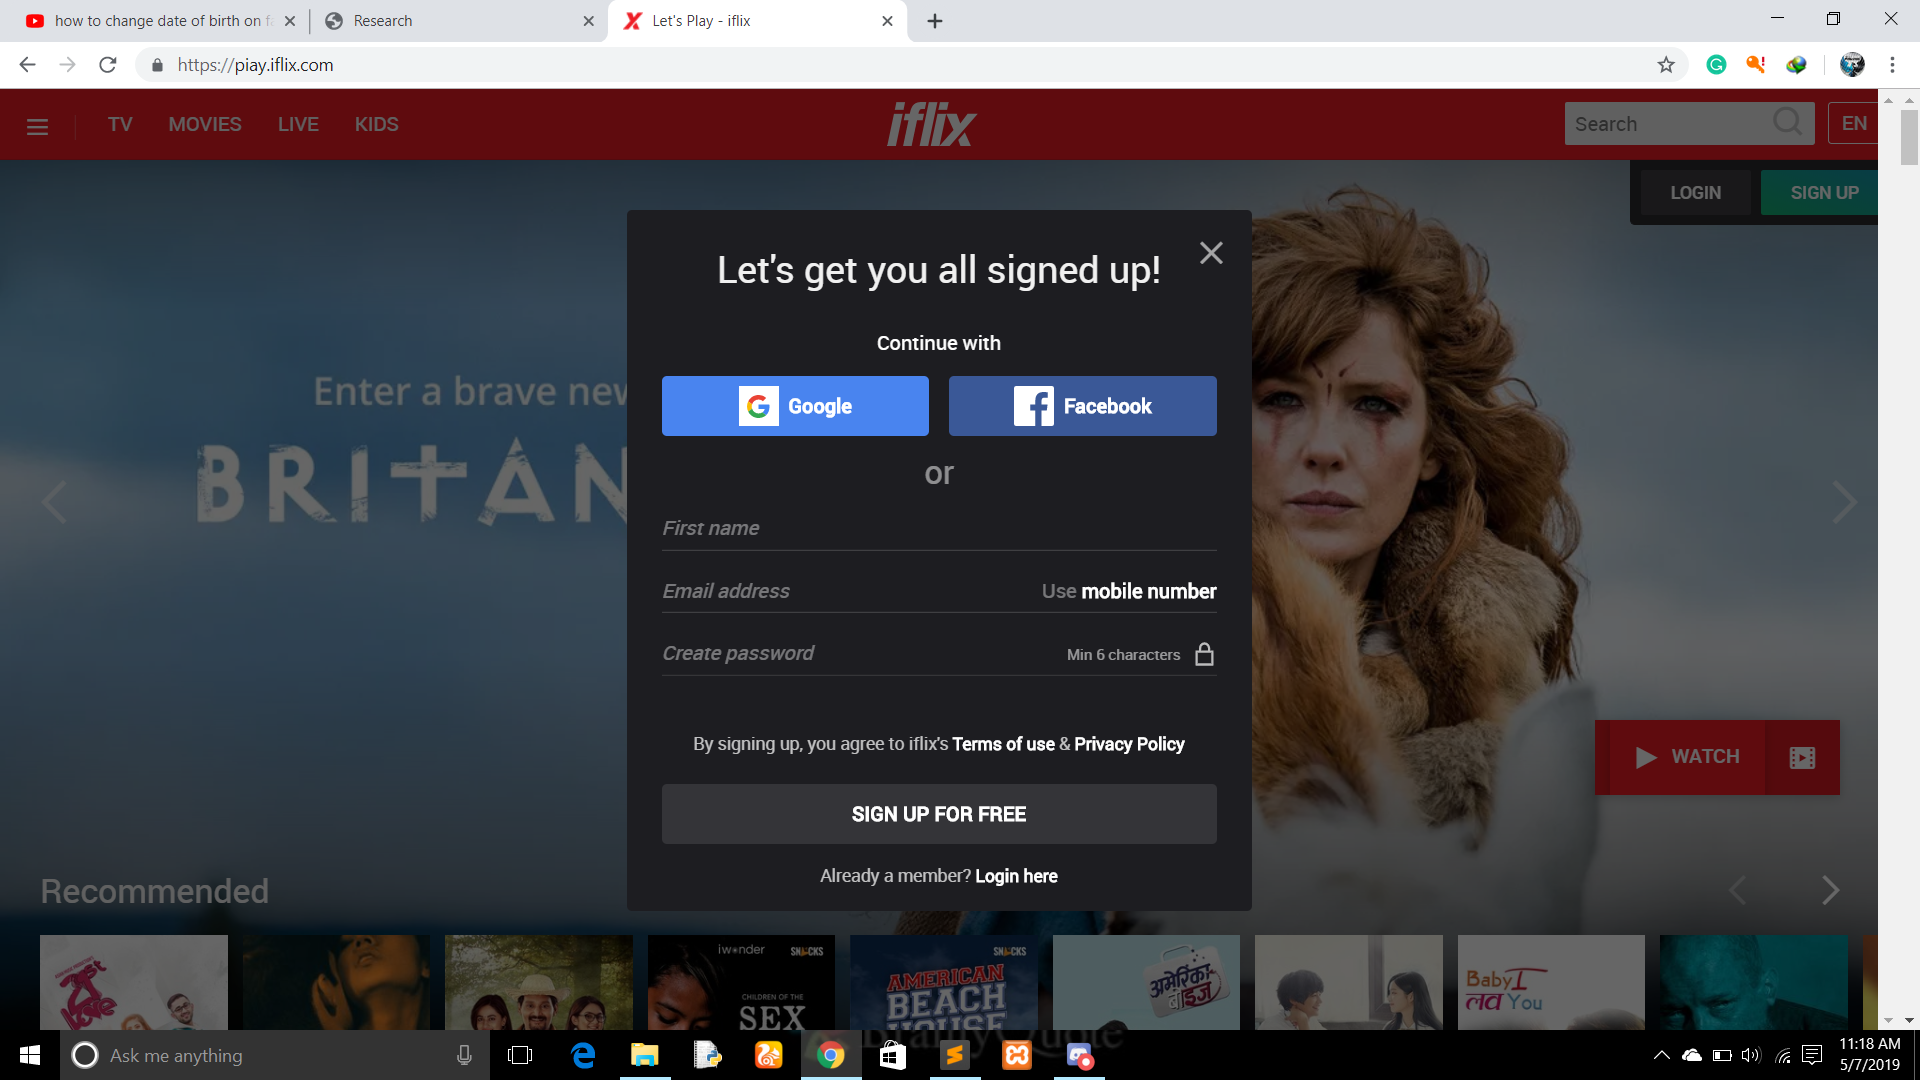 how to change date of birth on fa
Research
Let's Play - iflix
https://piay.iflix.com
TV MOVIES LIVE KIDS
iflix
Search
EN
LOGIN SIGN UP
Let's get you all signed up!
Continue with
Google Facebook
or
First name
Email address Use mobile number
Create password Min 6 characters
By signing up, you agree to iflix's Terms of use & Privacy Policy
SIGN UP FOR FREE
Already a member? Login here
Enter a brave new
BRITAN
WATCH
Recommended
Just Love
iwonder SNACKS
CHILDREN OF THE
SEX
SNACKS
AMERICAN
BEACH
HOUSE
अमेरिका
बॉइज
Baby I
लव You
Ask me anything
11:18 AM
5/7/2019